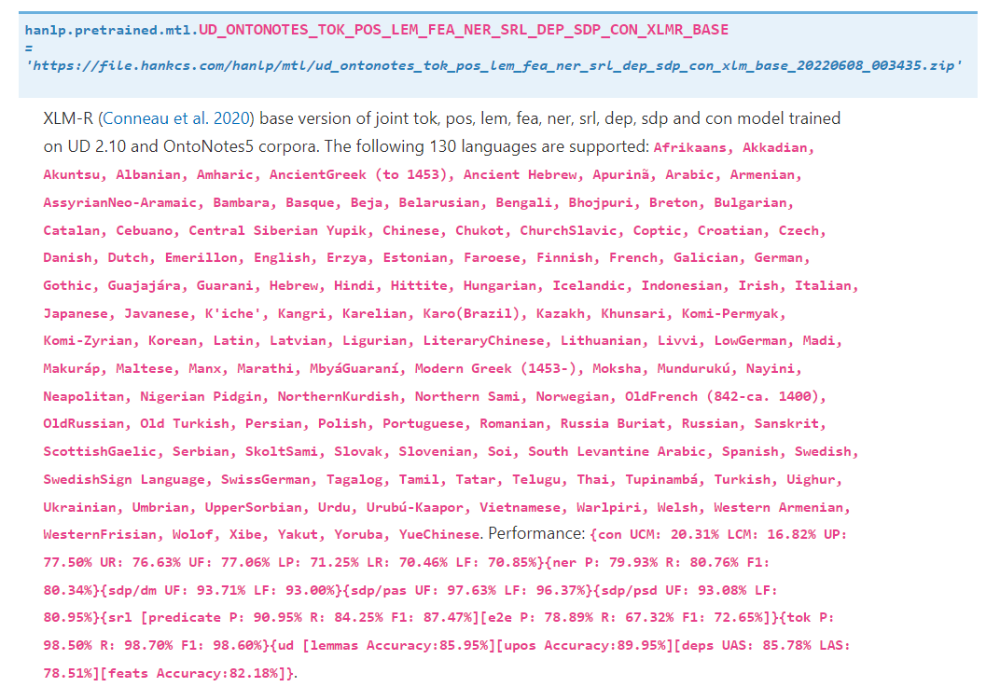 hanlp.pretrained.mtl.UD_ONTONOTES_TOK_POS_LEM_FEA_NER_SRL_DEP_SDP_CON_XLMR_BASE
=
'https://file.hankcs.com/hanlp/mtl/ud_ontonotes_tok_pos_lem_fea_ner_srl_dep_sdp_con_xlm_base_20220608_003435.zip'
XLM-R (Conneau et al. 2020) base version of joint tok, pos, lem, fea, ner, srl, dep, sdp and con model trained
on UD 2.10 and OntoNotes5 corpora. The following 130 languages are supported: Afrikaans, Akkadian,
Akuntsu, Albanian, Amharic, AncientGreek (to 1453), Ancient Hebrew, Apurinã, Arabic, Armenian,
AssyrianNeo-Aramaic, Bambara, Basque, Beja, Belarusian, Bengali, Bhojpuri, Breton, Bulgarian,
Catalan, Cebuano, Central Siberian Yupik, Chinese, Chukot, ChurchSlavic, Coptic, Croatian, Czech,
Danish, Dutch, Emerillon, English, Erzya, Estonian, Faroese, Finnish, French, Galician, German,
Gothic, Guajajára, Guarani, Hebrew, Hindi, Hittite, Hungarian, Icelandic, Indonesian, Irish, Italian,
Japanese, Javanese, K'iche', Kangri, Karelian, Karo(Brazil), Kazakh, Khunsari, Komi-Permyak,
Komi-Zyrian, Korean, Latin, Latvian, Ligurian, LiteraryChinese, Lithuanian, Livvi, LowGerman, Madi,
Makuráp, Maltese, Manx, Marathi, MbyáGuaraní, Modern Greek (1453-), Moksha, Mundurukú, Nayini,
Neapolitan, Nigerian Pidgin, NorthernKurdish, Northern Sami, Norwegian, OldFrench (842-ca. 1400),
OldRussian, Old Turkish, Persian, Polish, Portuguese, Romanian, Russia Buriat, Russian, Sanskrit,
ScottishGaelic, Serbian, SkoltSami, Slovak, Slovenian, Soi, South Levantine Arabic, Spanish, Swedish,
SwedishSign Language, SwissGerman, Tagalog, Tamil, Tatar, Telugu, Thai, Tupinambá, Turkish, Uighur,
Ukrainian, Umbrian, UpperSorbian, Urdu, Urubú-Kaapor, Vietnamese, Warlpiri, Welsh, Western Armenian,
WesternFrisian, Wolof, Xibe, Yakut, Yoruba, YueChinese. Performance: {con UCM: 20.31% LCM: 16.82% UP:
77.50% UR: 76.63% UF: 77.06% LP: 71.25% LR: 70.46% LF: 70.85%}{ner P: 79.93% R: 80.76% F1:
80.34%}{sdp/dm UF: 93.71% LF: 93.00%}{sdp/pas UF: 97.63% LF: 96.37%}{sdp/psd UF: 93.08% LF:
80.95%}{srl [predicate P: 90.95% R: 84.25% F1: 87.47%][e2e P: 78.89% R: 67.32% F1: 72.65%]}{tok P:
98.50% R: 98.70% F1: 98.60%}{ud [lemmas Accuracy:85.95%][upos Accuracy:89.95%][deps UAS: 85.78% LAS:
78.51%][feats Accuracy:82.18%]}.